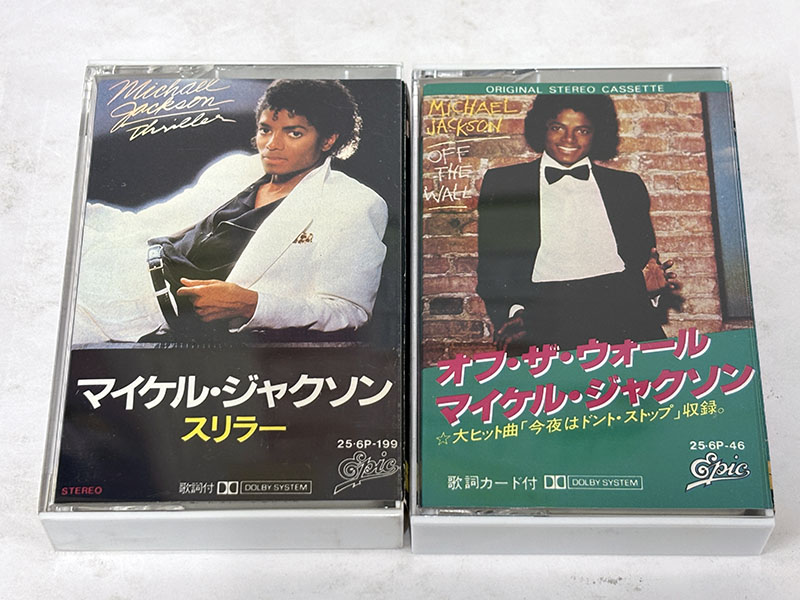 Michael
Jackson
thriller
マイケル・ジャクソン
スリラー
25・6P-199
Epic
STEREO
歌詞付 DOLBY SYSTEM
ORIGINAL STEREO CASSETTE
MICHAEL
JACKSON
OFF
THE
WALL
オフ・ザ・ウォール
マイケル・ジャクソン
☆大ヒット曲「今夜はドント・ストップ」収録。
25・6P-46
Epic
歌詞カード付 DOLBY SYSTEM